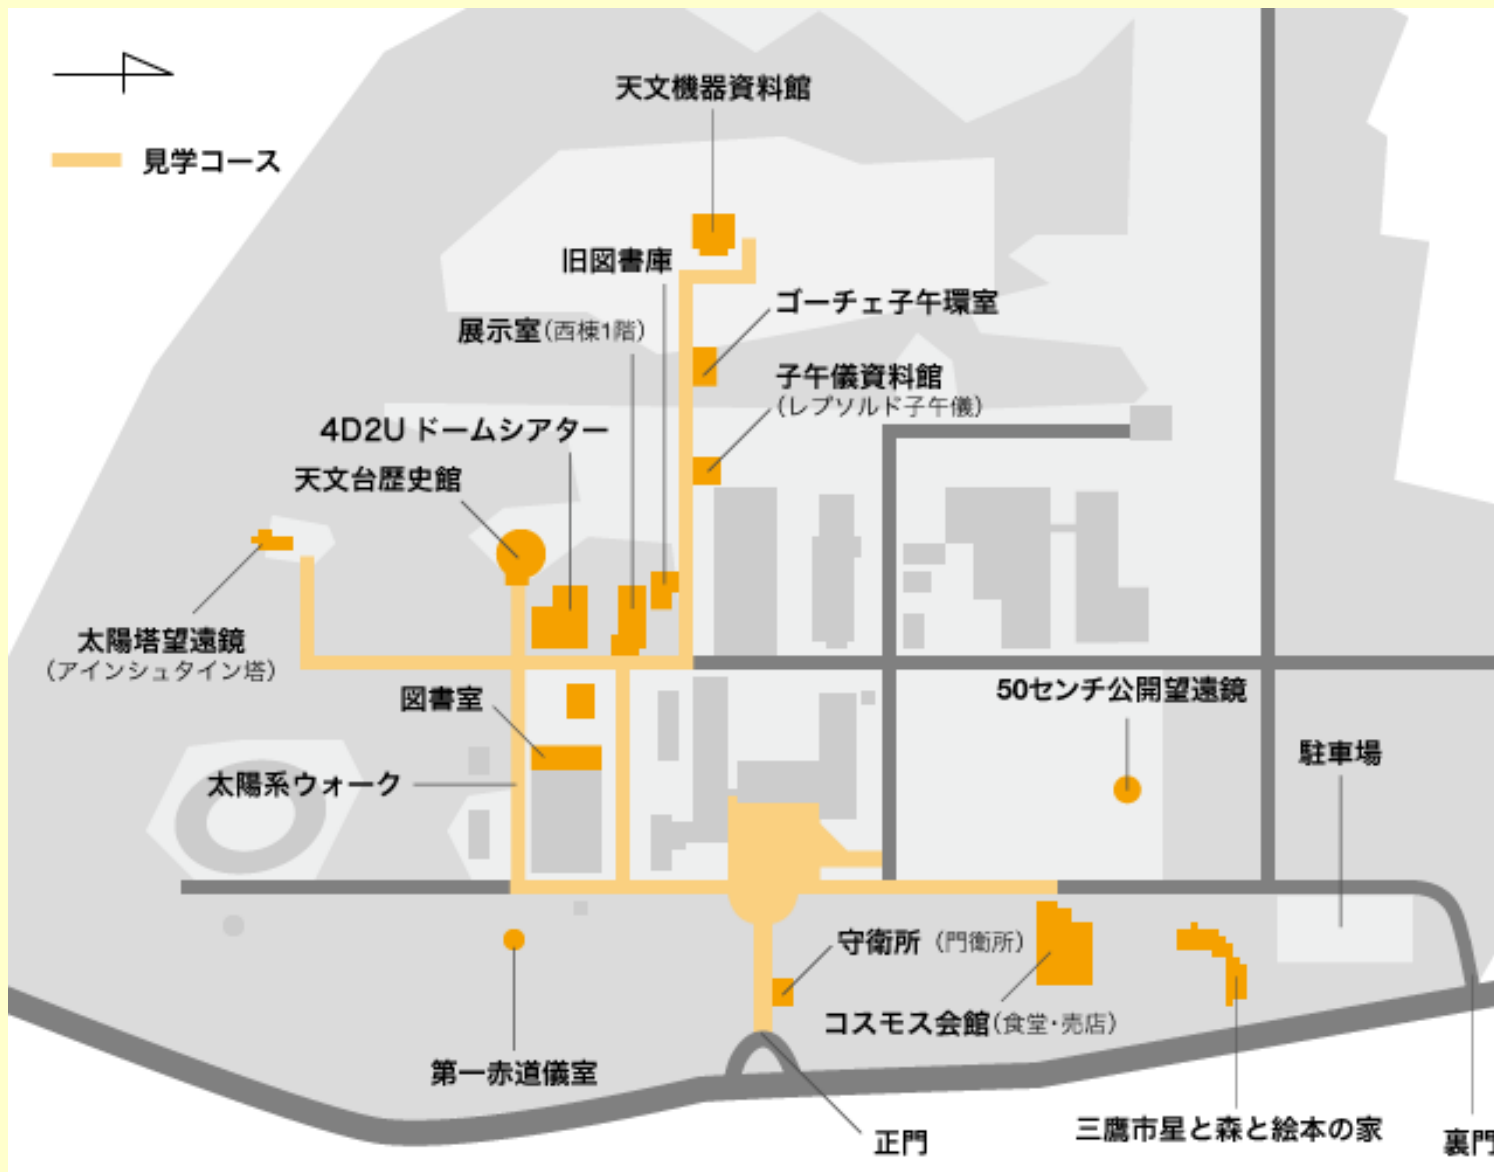 天文機器資料館
見学コース
旧図書庫
ゴーチェ子午環室
展示室(西棟1階)
子午儀資料館
(レプソルド子午儀)
4D2Uドームシアター
天文台歴史館
太陽塔望遠鏡
(アインシュタイン塔)
図書室
50センチ公開望遠鏡
駐車場
太陽系ウォーク
守衛所(門衛所)
コスモス会館(食堂・売店)
第一赤道儀室
三鷹市星と森と絵本の家
正門
裏門